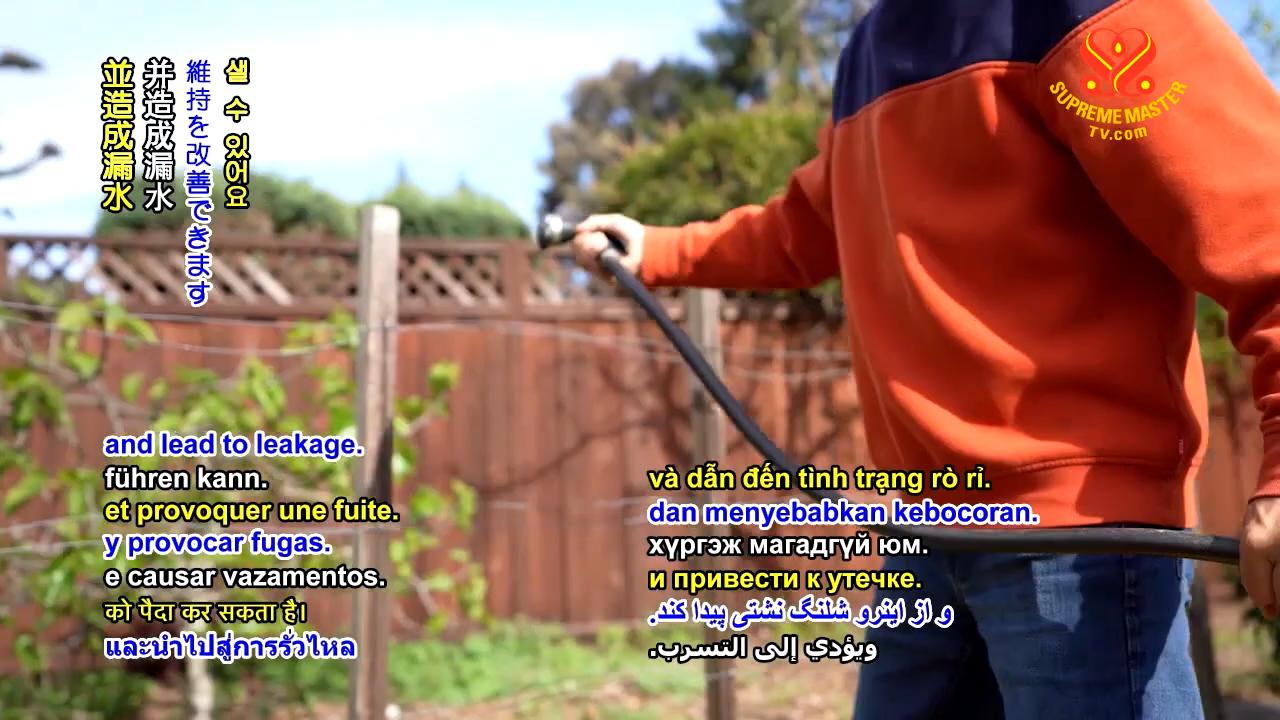 並造成漏水
并造成漏水
維持を改善できます
샐 수 있어요
SUPREME MASTER
TV.com
and lead to leakage.
führen kann.
et provoquer une fuite.
y provocar fugas.
e causar vazamentos.
को पैदा कर सकता है।
และนำไปสู่การรั่วไหล
và dẫn đến tình trạng rò rỉ.
dan menyebabkan kebocoran.
хүргэж магадгүй юм.
и привести к утечке.
و از اینرو شلنگ نشتی پیدا کند.
ويؤدي إلى التسرب.